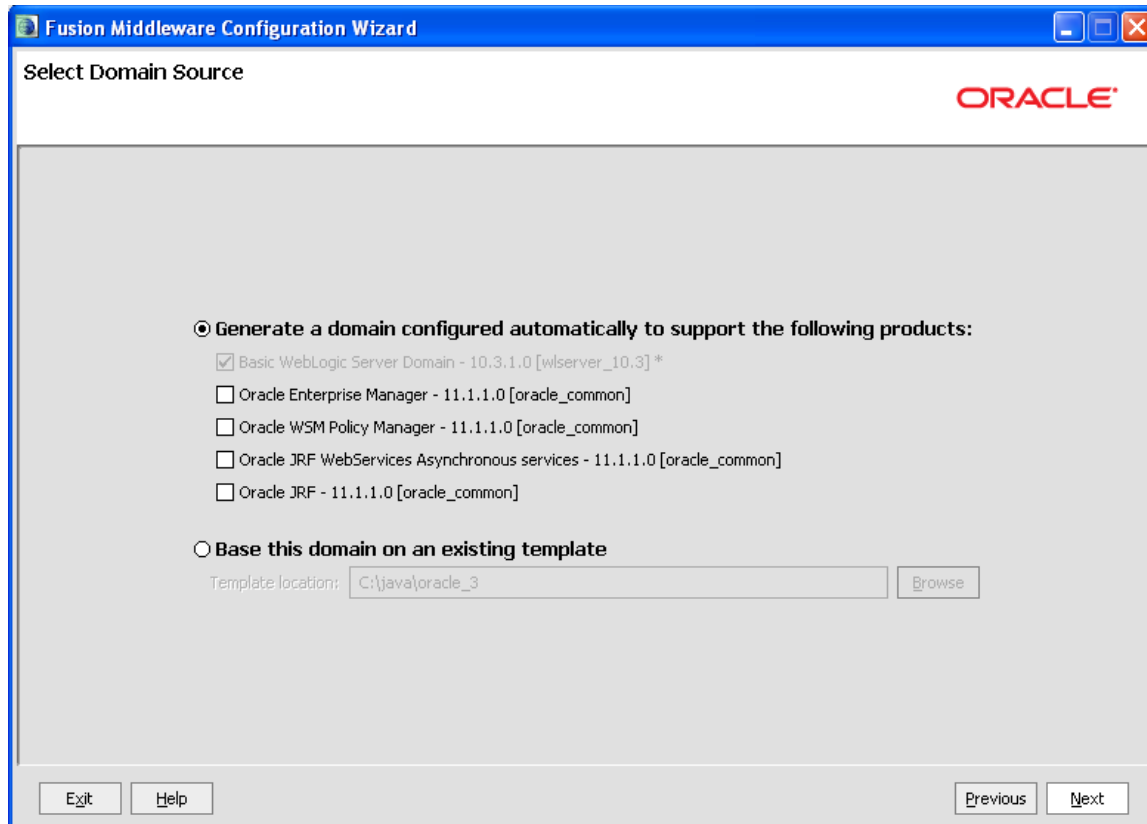 Fusion Middleware Configuration Wizard
Select Domain Source
ORACLE
Generate a domain configured automatically to support the following products:
Basic WebLogic Server Domain - 10.3.1.0 [wlserver_10.3] *
Oracle Enterprise Manager - 11.1.1.0 [oracle_common]
Oracle WSM Policy Manager - 11.1.1.0 [oracle_common]
Oracle JRF WebServices Asynchronous services - 11.1.1.0 [oracle_common]
Oracle JRF - 11.1.1.0 [oracle_common]
Base this domain on an existing template
Template location: C:\java\oracle_3 Browse
Exit Help Previous Next